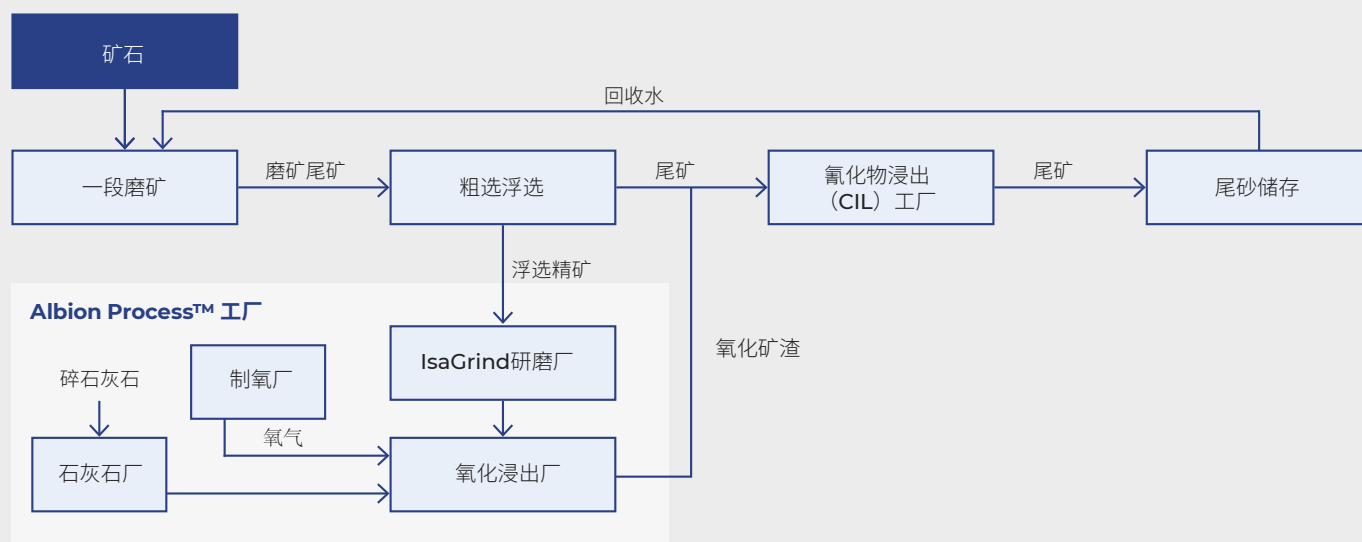 矿石
回收水
一段磨矿
磨矿尾矿
粗选浮选
尾矿
氰化物浸出
（CIL）工厂
尾矿
尾砂储存
浮选精矿
Albion Process™ 工厂
IsaGrind研磨厂
氧化矿渣
碎石灰石
制氧厂
氧气
石灰石厂
氧化浸出厂